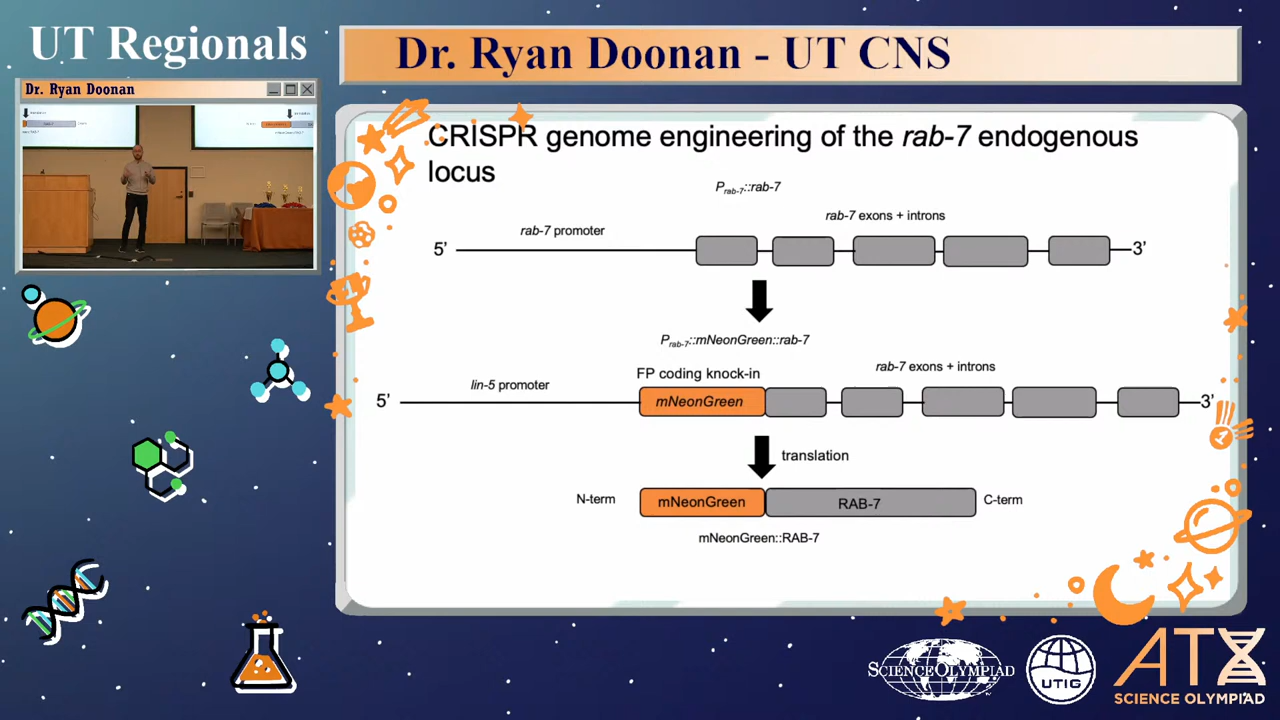 UT Regionals
Dr. Ryan Doonan - UT CNS
Dr. Ryan Doonan
CRISPR genome engineering of the rab-7 endogenous
locus
Prab-7::rab-7
rab-7 exons + introns
rab-7 promoter
5’
3’
Prab-7::mNeonGreen::rab-7
FP coding knock-in
rab-7 exons + introns
lin-5 promoter
5’
mNeonGreen
3’
translation
N-term
mNeonGreen
RAB-7
C-term
mNeonGreen::RAB-7
1
SCIENCE OLYMPIAD
UTIG
ATX
SCIENCE OLYMPIAD